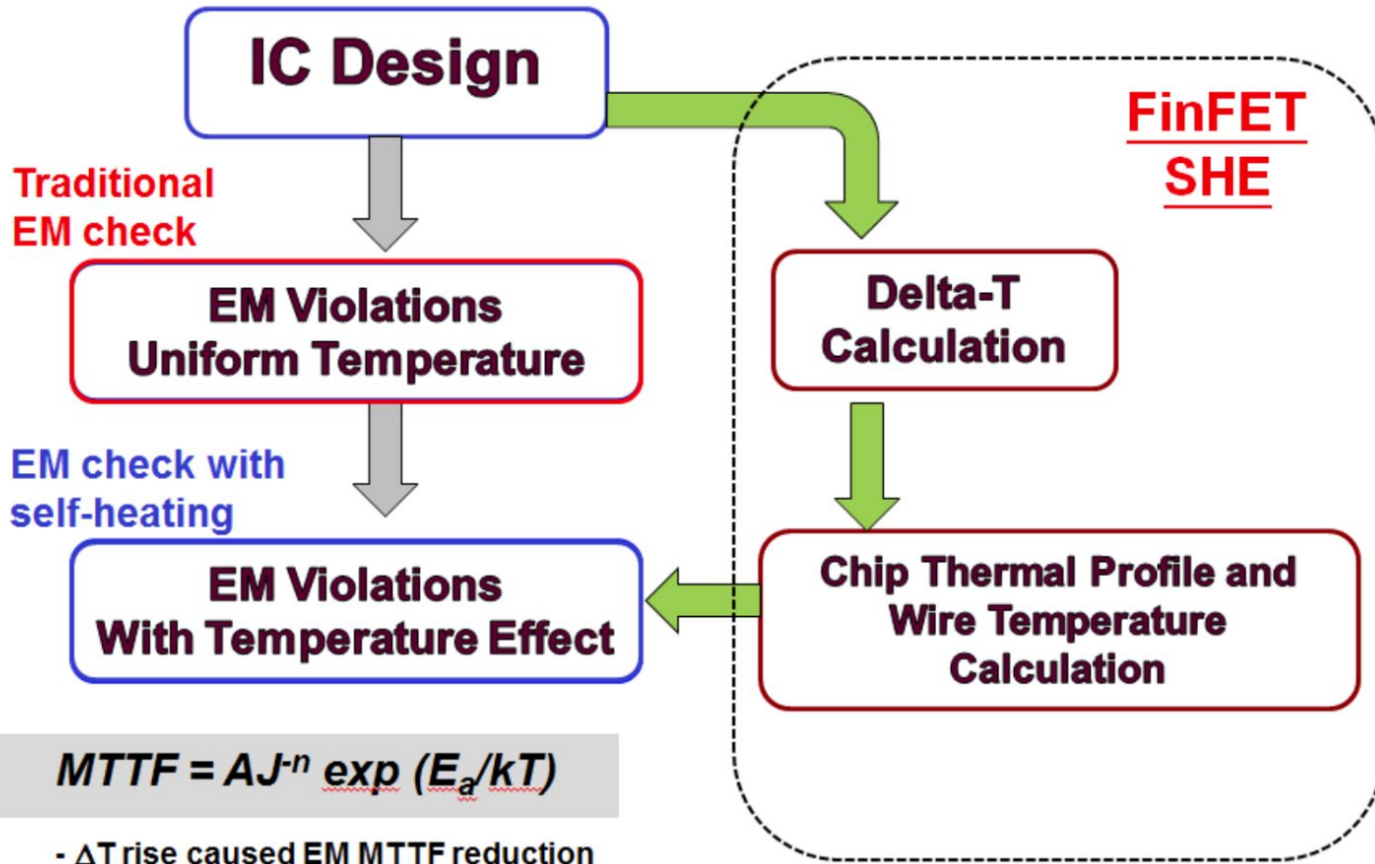 IC Design
FinFET
SHE
Traditional
EM check
EM Violations
Uniform Temperature
Delta-T
Calculation
EM check with
self-heating
EM Violations
With Temperature Effect
Chip Thermal Profile and
Wire Temperature
Calculation
MTTF = AJ⁻ⁿ exp (Eₐ/kT)
- ΔT rise caused EM MTTF reduction